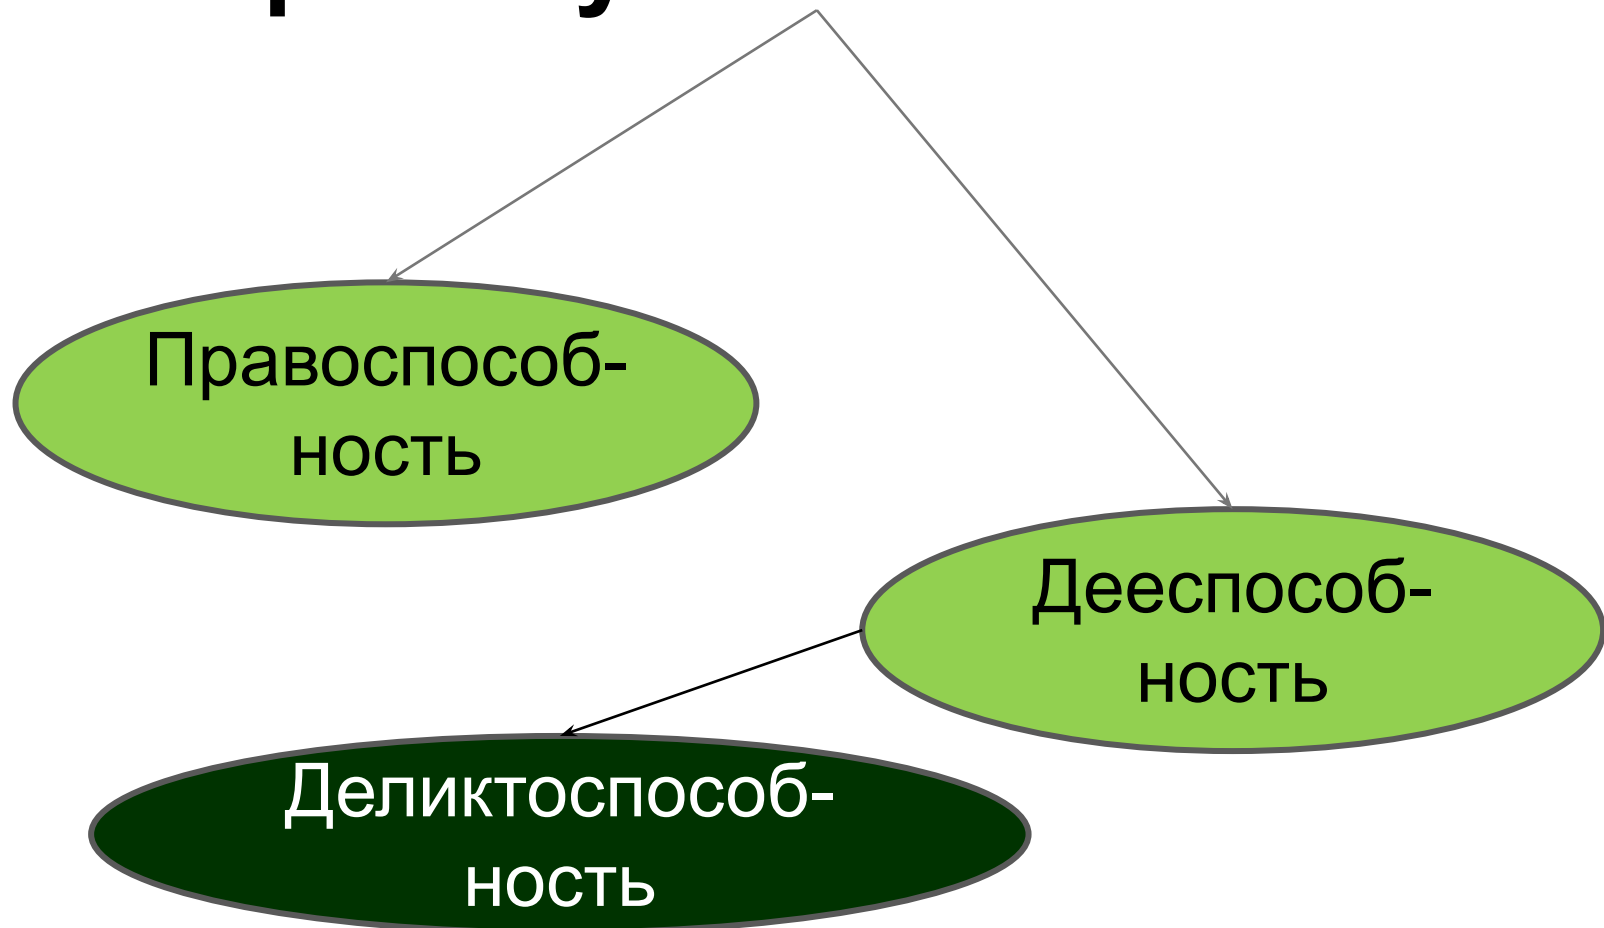 Правоспособ-
ность
Дееспособ-
ность
Деликтоспособ-
ность